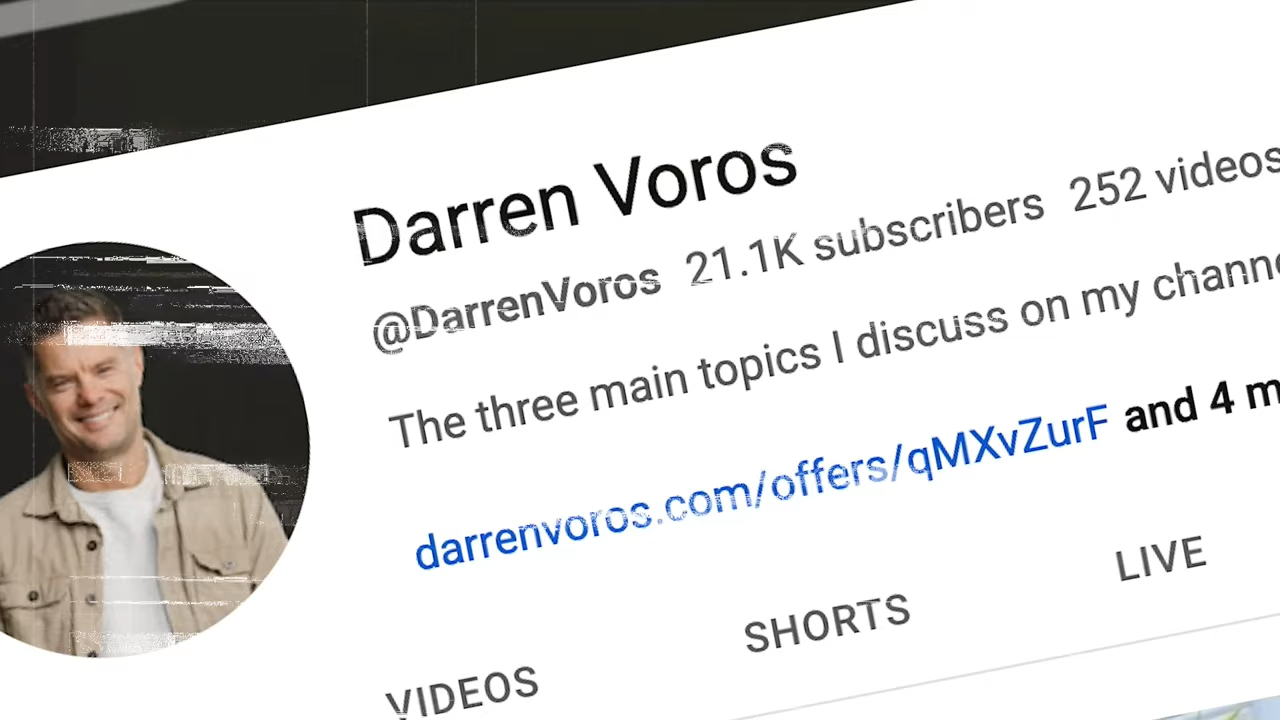 Darren Voros
@DarrenVoros 21.1K subscribers 252 videos
The three main topics I discuss on my
darrenvoros.com/offers/qMXvZurF and 4
VIDEOS SHORTS LIVE